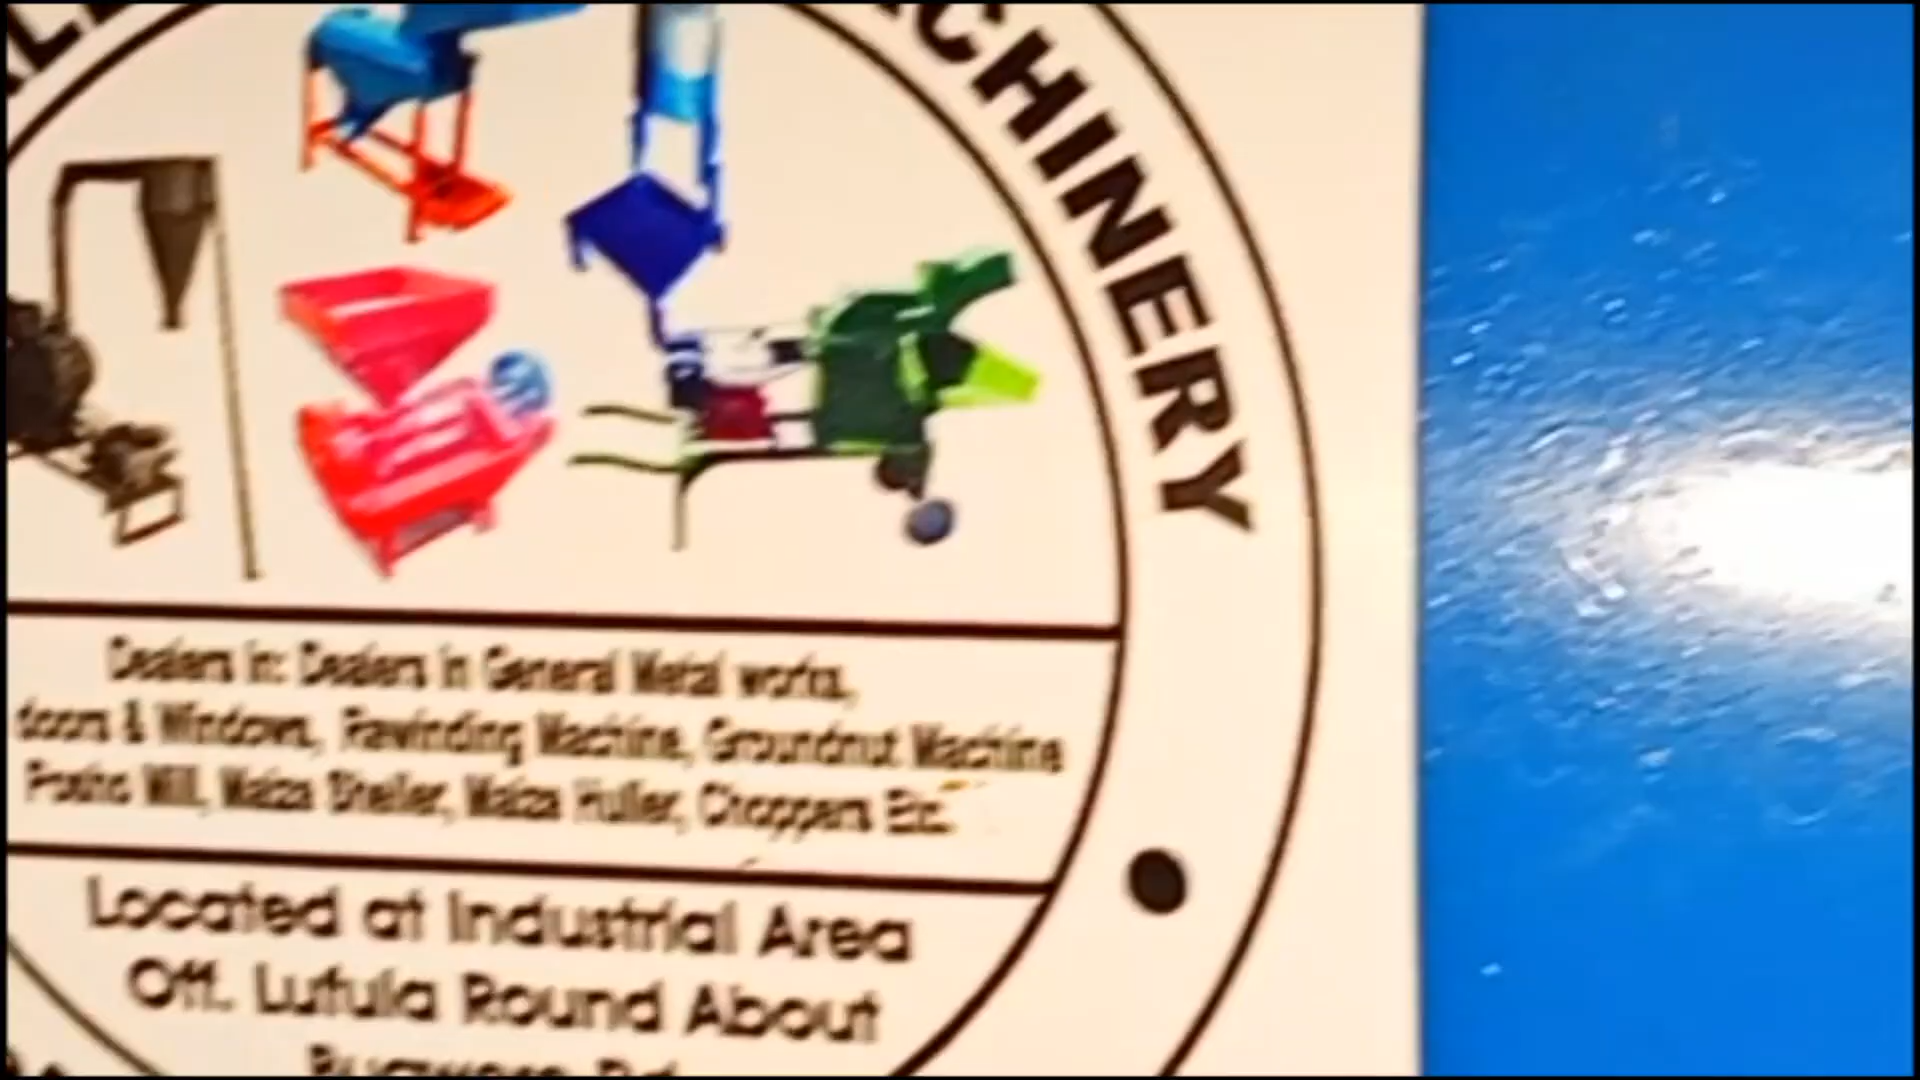 CHINERY
Dealers in: Dealers in General Metal works,
doors & Windows, Rewinding Machine, Groundnut Machine
Posho Mill, Maize Sheller, Maize Huller, Choppers Etc.
Located at Industrial Area
Off. Lufula Round About
Rd